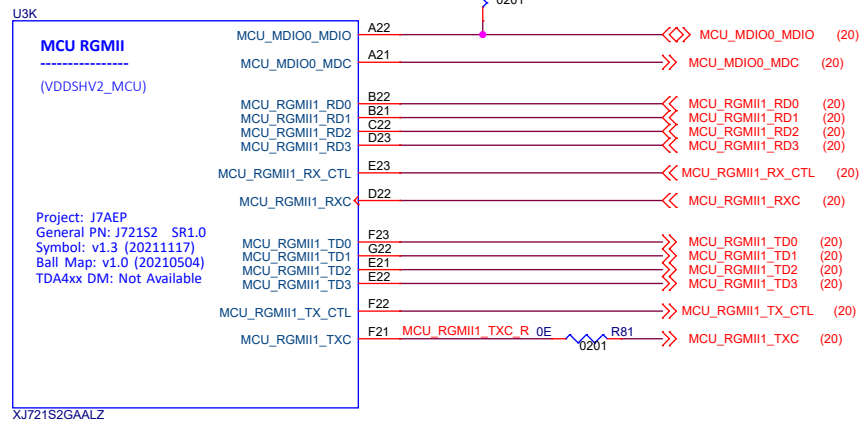 0201
U3K
MCU RGMII
----------------
(VDDSHV2_MCU)
MCU_MDIO0_MDIO A22 MCU_MDIO0_MDIO (20)
MCU_MDIO0_MDC A21 MCU_MDIO0_MDC (20)
MCU_RGMII1_RD0 B22 MCU_RGMII1_RD0 (20)
MCU_RGMII1_RD1 B21 MCU_RGMII1_RD1 (20)
MCU_RGMII1_RD2 C22 MCU_RGMII1_RD2 (20)
MCU_RGMII1_RD3 D23 MCU_RGMII1_RD3 (20)
MCU_RGMII1_RX_CTL E23 MCU_RGMII1_RX_CTL (20)
MCU_RGMII1_RXC D22 MCU_RGMII1_RXC (20)
Project: J7AEP
General PN: J721S2 SR1.0
Symbol: v1.3 (20211117)
Ball Map: v1.0 (20210504)
TDA4xx DM: Not Available
MCU_RGMII1_TD0 F23 MCU_RGMII1_TD0 (20)
MCU_RGMII1_TD1 G22 MCU_RGMII1_TD1 (20)
MCU_RGMII1_TD2 E21 MCU_RGMII1_TD2 (20)
MCU_RGMII1_TD3 E22 MCU_RGMII1_TD3 (20)
MCU_RGMII1_TX_CTL F22 MCU_RGMII1_TX_CTL (20)
MCU_RGMII1_TXC F21 MCU_RGMII1_TXC_R 0E R81 MCU_RGMII1_TXC (20)
0201
XJ721S2GAALZ